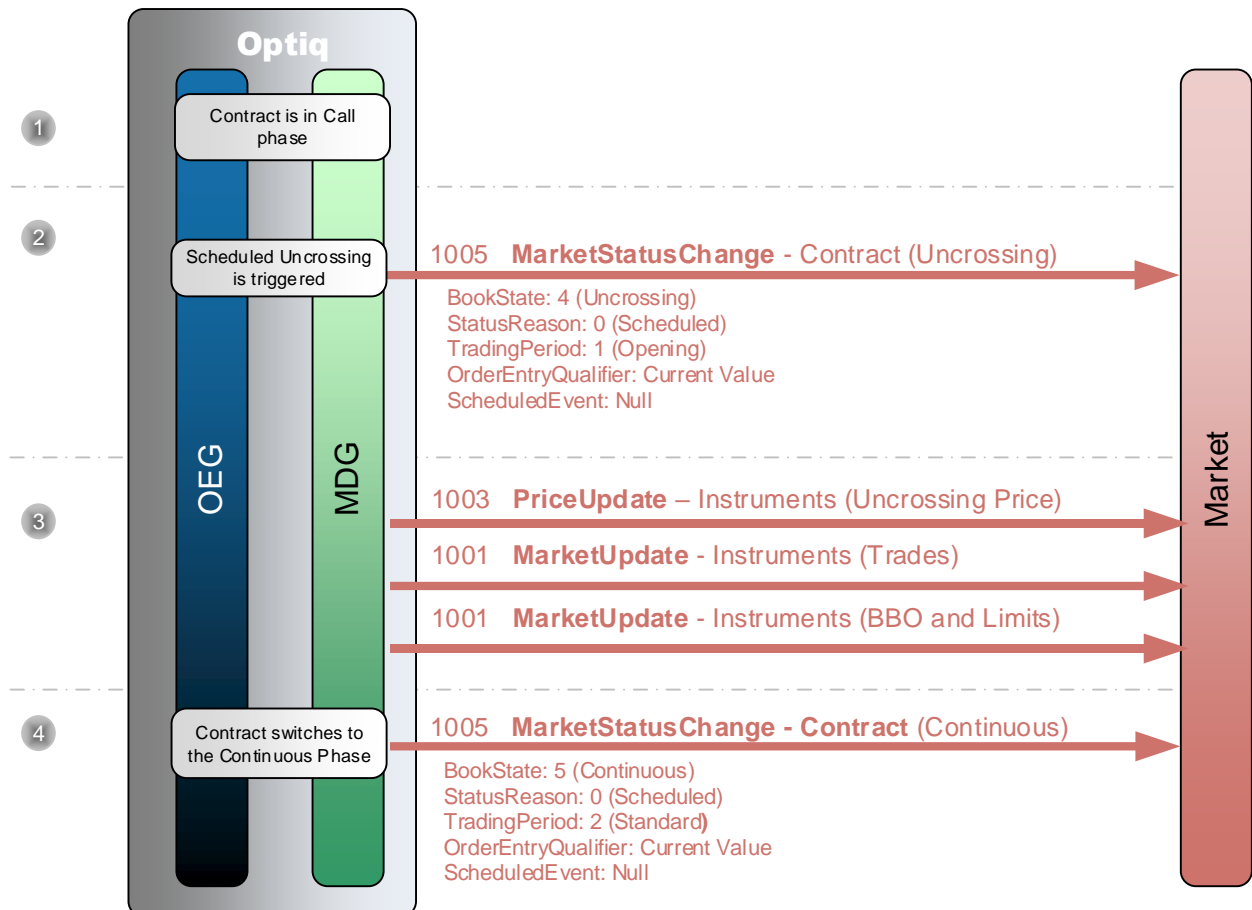 Optiq
1
Contract is in Call
phase
2
Scheduled Uncrossing
is triggered
1005 MarketStatusChange - Contract (Uncrossing)
BookState: 4 (Uncrossing)
StatusReason: 0 (Scheduled)
TradingPeriod: 1 (Opening)
OrderEntryQualifier: Current Value
ScheduledEvent: Null
OEG
MDG
Market
3
1003 PriceUpdate – Instruments (Uncrossing Price)
1001 MarketUpdate - Instruments (Trades)
1001 MarketUpdate - Instruments (BBO and Limits)
4
Contract switches to
the Continuous Phase
1005 MarketStatusChange - Contract (Continuous)
BookState: 5 (Continuous)
StatusReason: 0 (Scheduled)
TradingPeriod: 2 (Standard)
OrderEntryQualifier: Current Value
ScheduledEvent: Null